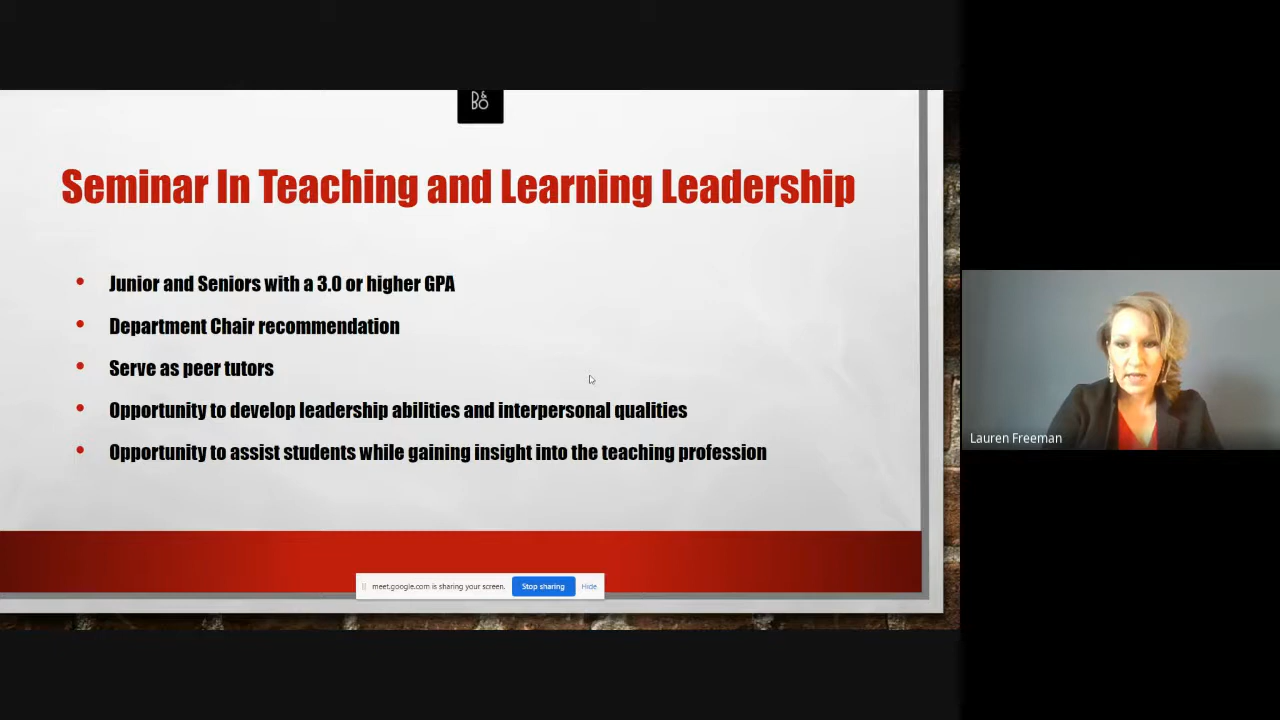 D&
BO
Seminar In Teaching and Learning Leadership
• Junior and Seniors with a 3.0 or higher GPA
• Department Chair recommendation
• Serve as peer tutors
• Opportunity to develop leadership abilities and interpersonal qualities
Lauren Freeman
• Opportunity to assist students while gaining insight into the teaching profession
meet.google.com is sharing your screen. Stop sharing Hide